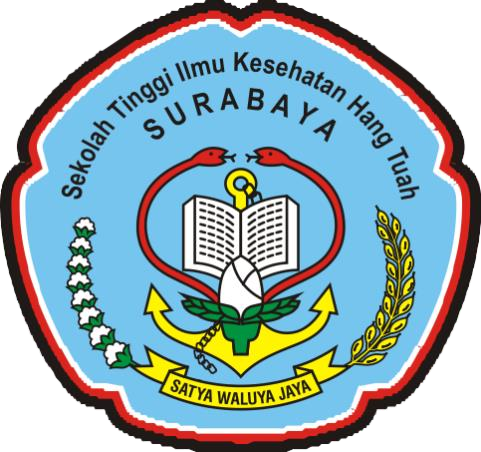 Sekolah Tinggi Ilmu Kesehatan Hang Tuah
SURABAYA
SATYA WALUYA JAYA